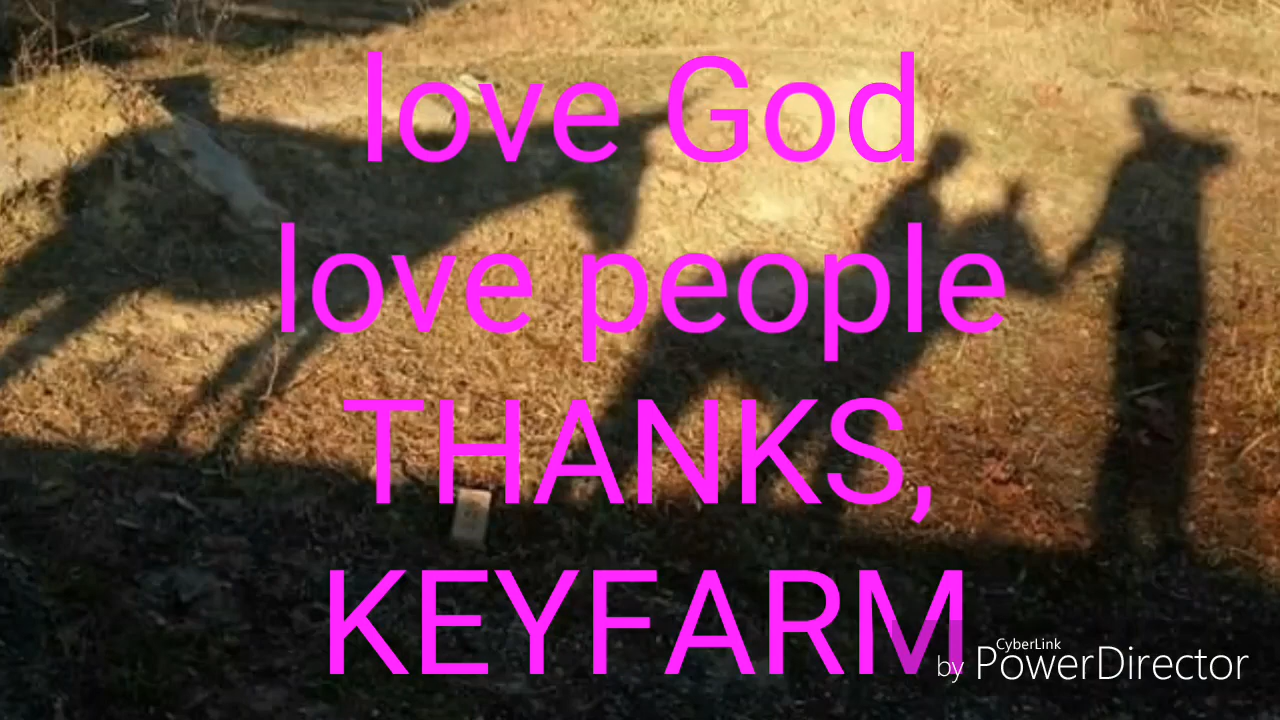 love God
love people
THANKS,
KEYFARM
by CyberLink PowerDirector